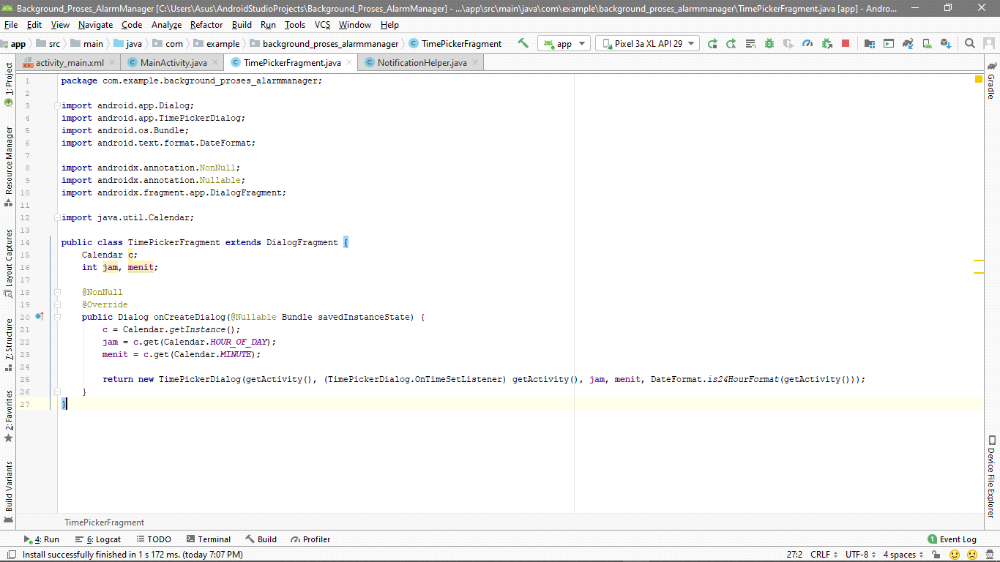 Background_Proses_AlarmManager [C:\Users\Asus\AndroidStudioProjects\Background_Proses_AlarmManager] - ...\app\src\main\java\com\example\background_proses_alarmmanager\TimePickerFragment.java [app] - Andro...
File Edit View Navigate Code Analyze Refactor Build Run Tools VCS Window Help
app src main java com example background_proses_alarmmanager TimePickerFragment app Pixel 3a XL API 29
activity_main.xml MainActivity.java TimePickerFragment.java NotificationHelper.java
1: Project
Resource Manager
Layout Captures
7: Structure
2: Favorites
Build Variants
1 package com.example.background_proses_alarmmanager;
2
3 import android.app.Dialog;
4 import android.app.TimePickerDialog;
5 import android.os.Bundle;
6 import android.text.format.DateFormat;
7
8 import androidx.annotation.NonNull;
9 import androidx.annotation.Nullable;
10 import androidx.fragment.app.DialogFragment;
11
12 import java.util.Calendar;
13
14 public class TimePickerFragment extends DialogFragment {
15 Calendar c;
16 int jam, menit;
17
18 @NonNull
19 @Override
20 public Dialog onCreateDialog(@Nullable Bundle savedInstanceState) {
21 c = Calendar.getInstance();
22 jam = c.get(Calendar.HOUR_OF_DAY);
23 menit = c.get(Calendar.MINUTE);
24
25 return new TimePickerDialog(getActivity(), (TimePickerDialog.OnTimeSetListener) getActivity(), jam, menit, DateFormat.is24HourFormat(getActivity()));
26 }
27 }
Gradle
Device File Explorer
TimePickerFragment
4: Run 6: Logcat TODO Terminal Build Profiler 1 Event Log
Install successfully finished in 1 s 172 ms. (today 7:07 PM) 27:2 CRLF UTF-8 4 spaces